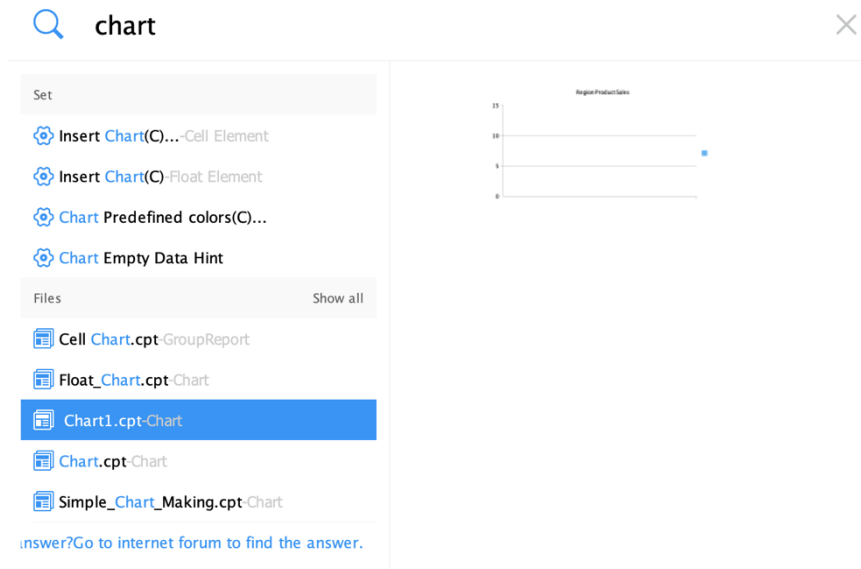 chart
Set
Insert Chart(C)...-Cell Element
Insert Chart(C)-Float Element
Chart Predefined colors(C)...
Chart Empty Data Hint
Files Show all
Cell Chart.cpt-GroupReport
Float_Chart.cpt-Chart
Chart1.cpt-Chart
Chart.cpt-Chart
Simple_Chart_Making.cpt-Chart
answer?Go to internet forum to find the answer.
Region Product Sales
15
10
5
0